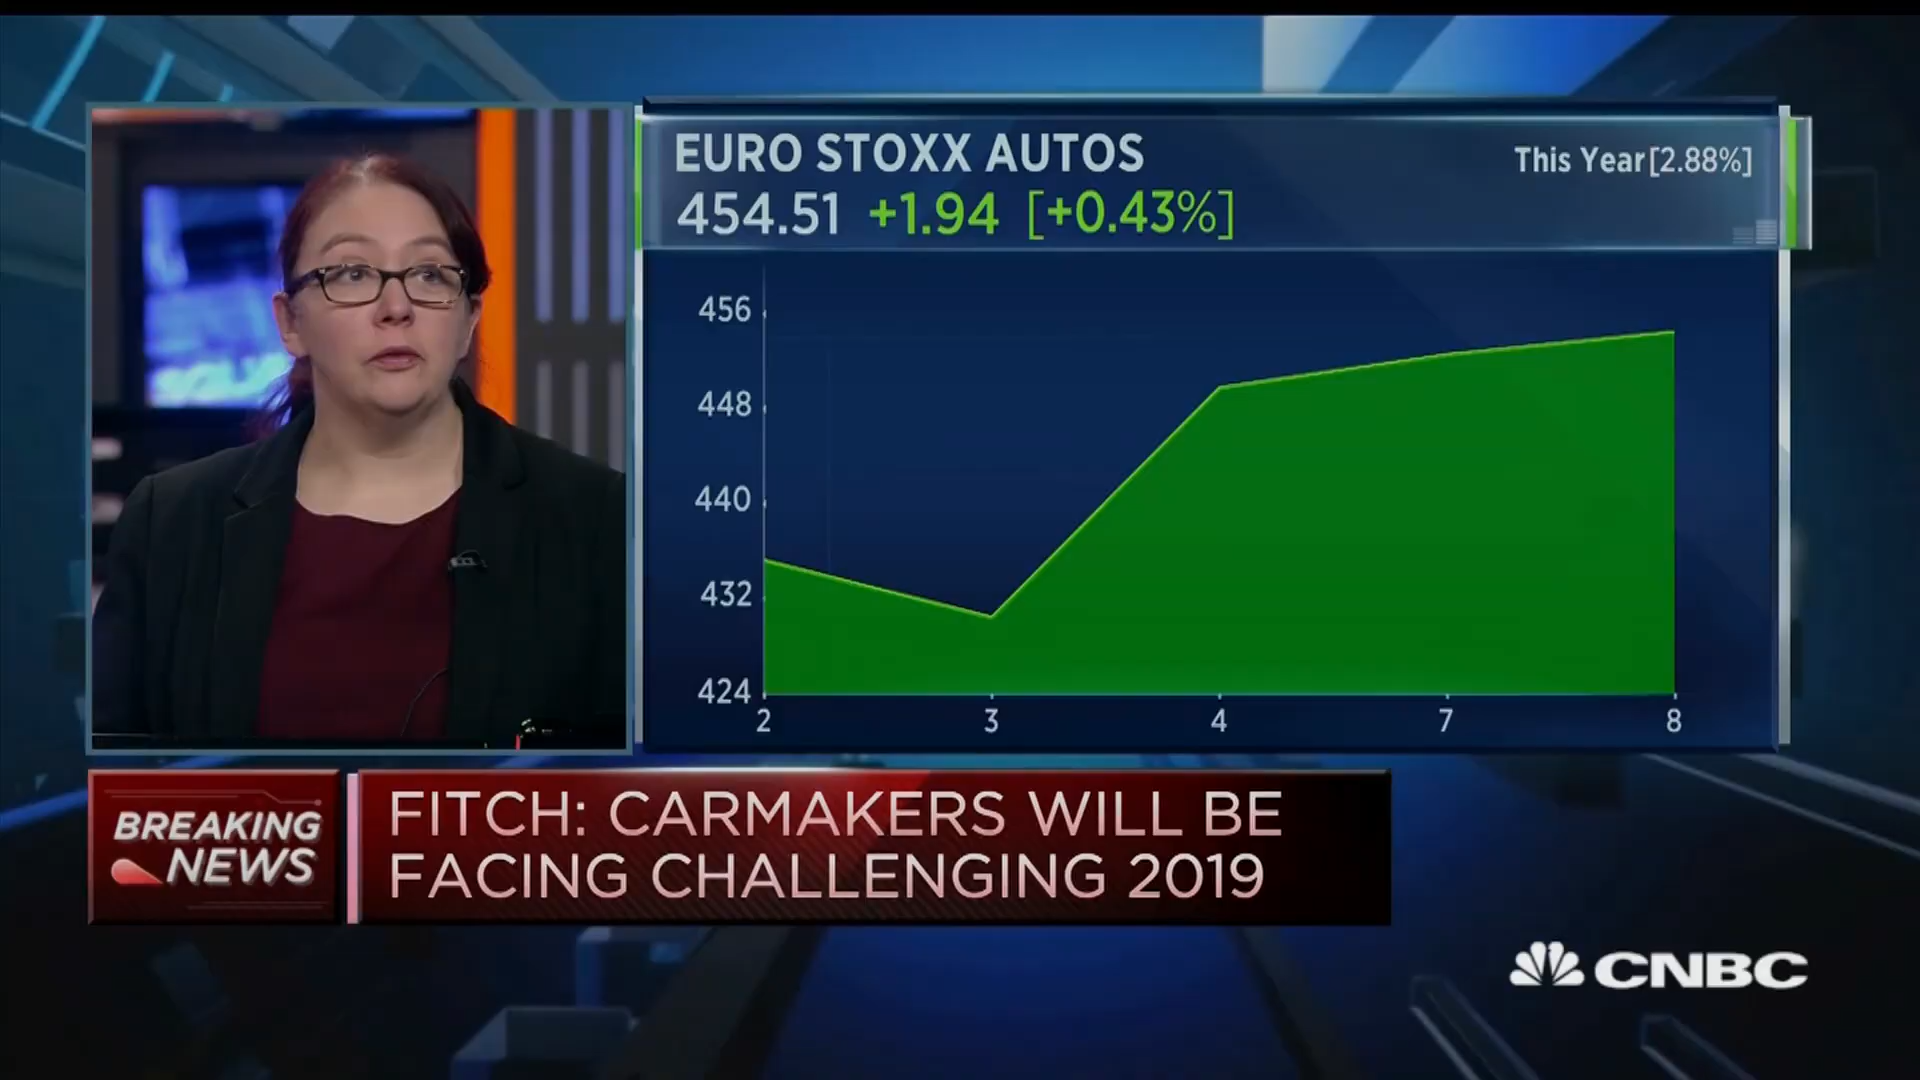 EURO STOXX AUTOS
This Year [2.88%]
454.51 +1.94 [+0.43%]
456
448
440
432
424
2 3 4 7 8
BREAKING
NEWS
FITCH: CARMAKERS WILL BE
FACING CHALLENGING 2019
CNBC